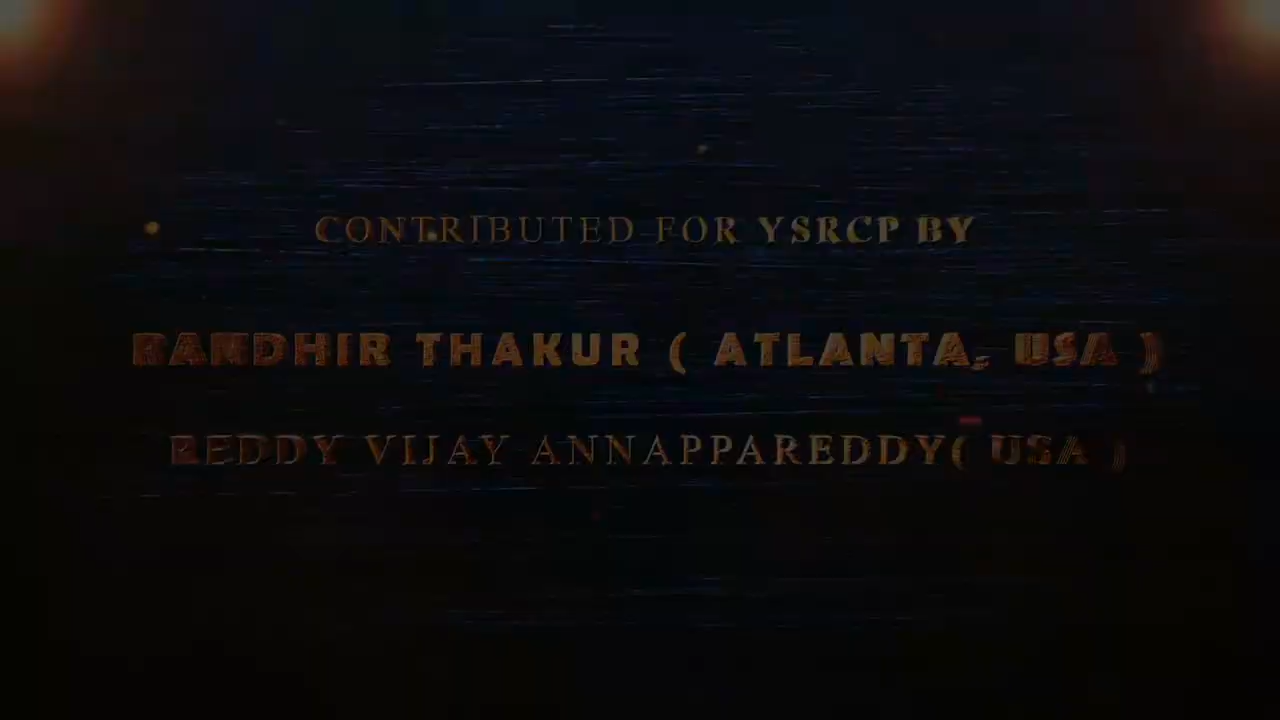 CONTRIBUTED FOR YSRCP BY
RANDHIR THAKUR ( ATLANTA, USA )
REDDY VIJAY ANNAPPAREDDY( USA )